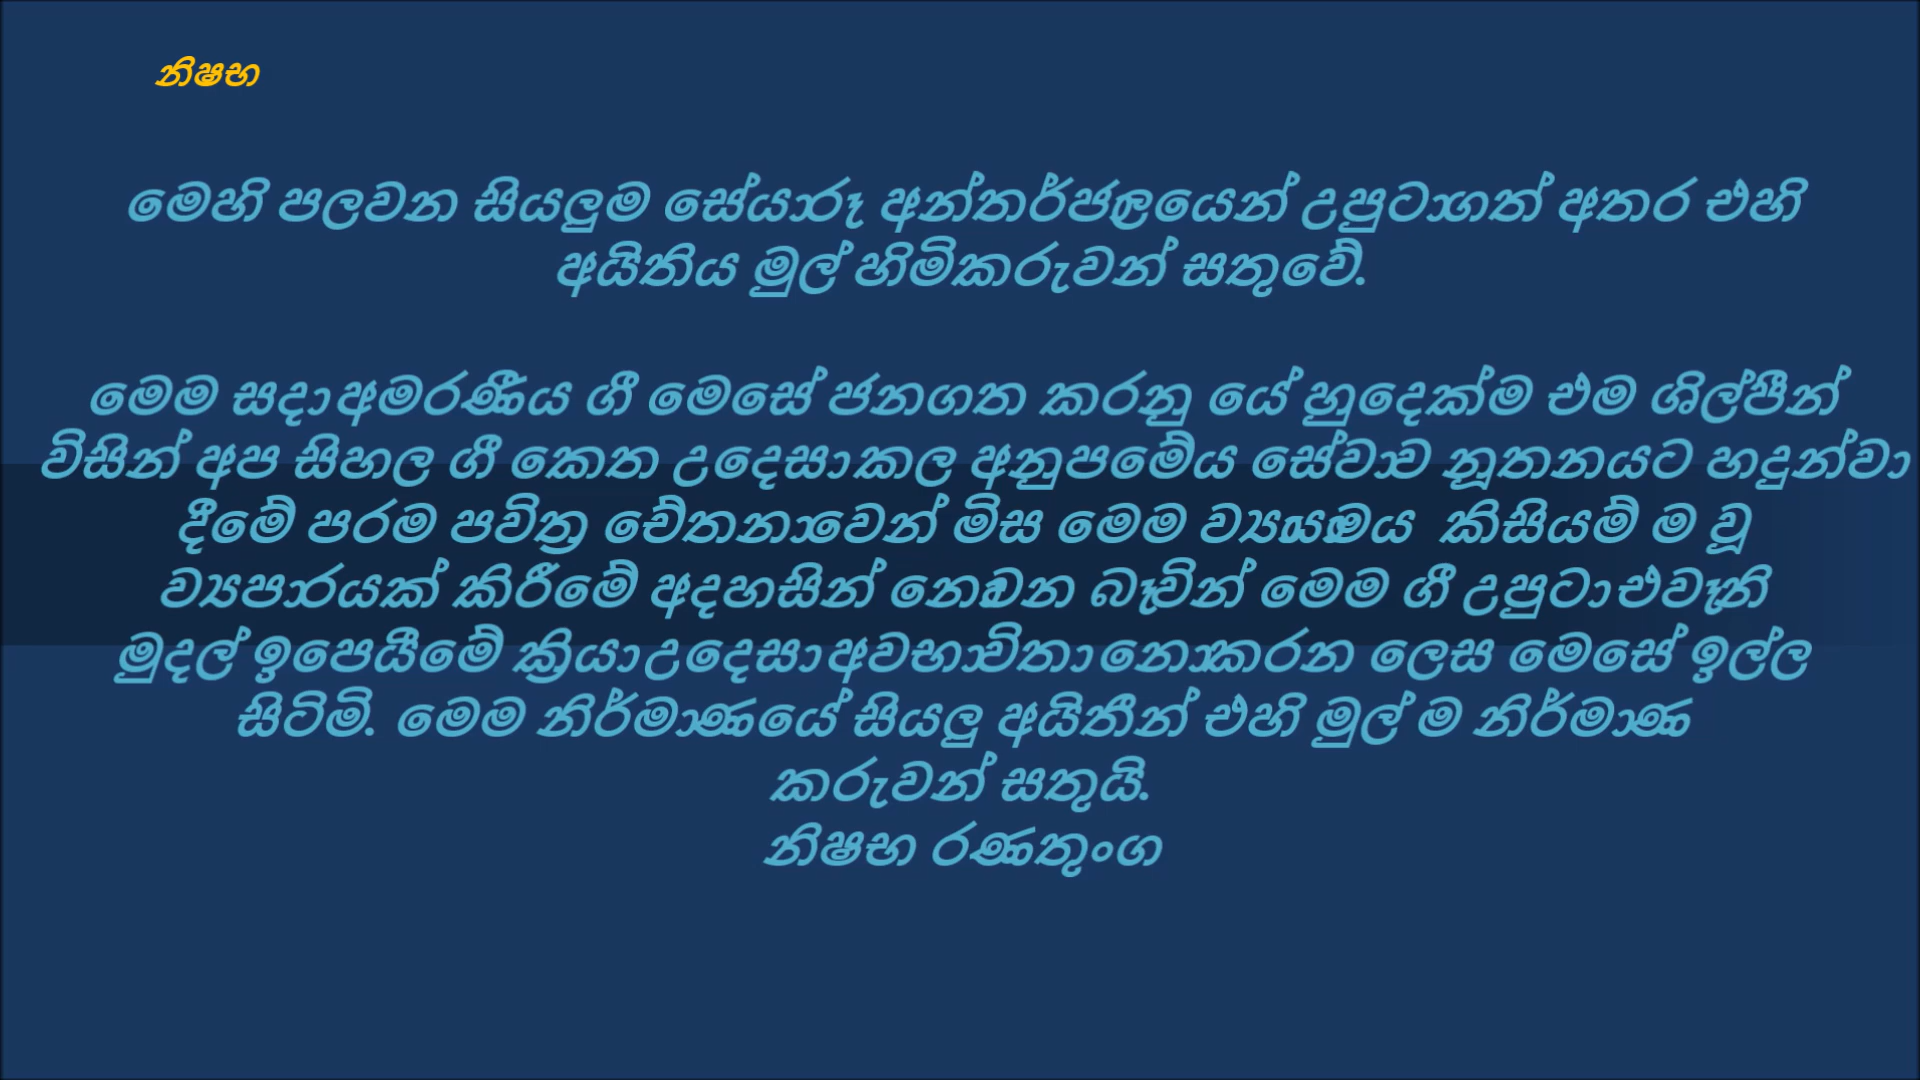 නිෂභ
මෙහි පලවන සියලුම සේයාරූ අන්තර්ජාලයෙන් උපුටාගත් අතර එහි
අයිතිය මුල් හිමිකරුවන් සතුවේ.
මෙම සදා අමරණීය ගී මෙසේ ජනගත කරනු යේ හුදෙක්ම එම ශිල්පීන්
විසින් අප සිහල ගී කෙත උදෙසා කල අනුපමේය සේවාව නූතනයට හදුන්වා
දීමේ පරම පවිත්‍ර චේතනාවෙන් මිස මෙම ව්‍යායාමය කිසියම් ම වූ
ව්‍යපාරයක් කිරීමේ අදහසින් නොවන බැවින් මෙම ගී උපුටා එවැනි
මුදල් ඉපෙයීමේ ක්‍රියා උදෙසා අවභාවිතා නොකරන ලෙස මෙසේ ඉල්ල
සිටිමි. මෙම නිර්මාණයේ සියලු අයිතීන් එහි මුල් ම නිර්මාණ
කරුවන් සතුයි.
නිෂභ රණතුංග